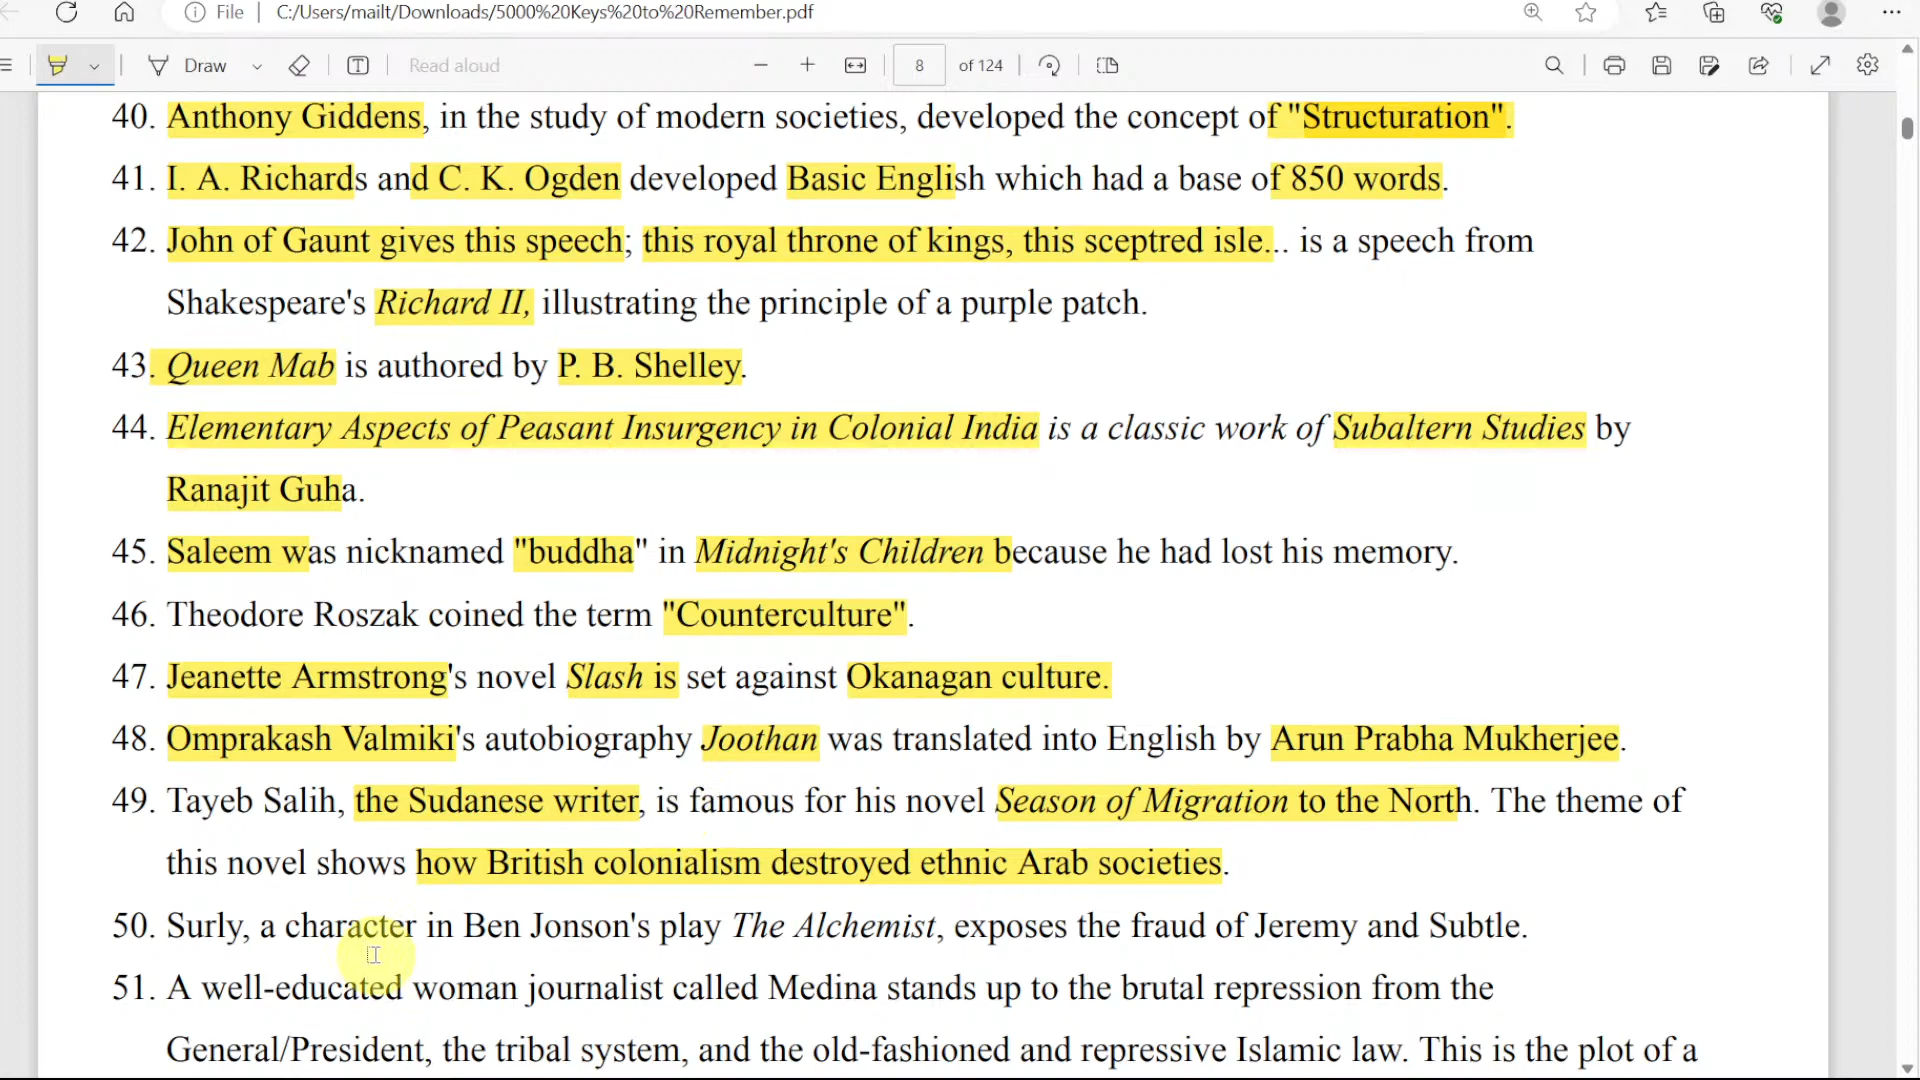 File C:/Users/mailt/Downloads/5000%20Keys%20to%20Remember.pdf
Draw Read aloud 8 of 124
40. Anthony Giddens, in the study of modern societies, developed the concept of "Structuration".
41. I. A. Richards and C. K. Ogden developed Basic English which had a base of 850 words.
42. John of Gaunt gives this speech; this royal throne of kings, this sceptred isle... is a speech from
Shakespeare's Richard II, illustrating the principle of a purple patch.
43. Queen Mab is authored by P. B. Shelley.
44. Elementary Aspects of Peasant Insurgency in Colonial India is a classic work of Subaltern Studies by
Ranajit Guha.
45. Saleem was nicknamed "buddha" in Midnight's Children because he had lost his memory.
46. Theodore Roszak coined the term "Counterculture".
47. Jeanette Armstrong's novel Slash is set against Okanagan culture.
48. Omprakash Valmiki's autobiography Joothan was translated into English by Arun Prabha Mukherjee.
49. Tayeb Salih, the Sudanese writer, is famous for his novel Season of Migration to the North. The theme of
this novel shows how British colonialism destroyed ethnic Arab societies.
50. Surly, a character in Ben Jonson's play The Alchemist, exposes the fraud of Jeremy and Subtle.
51. A well-educated woman journalist called Medina stands up to the brutal repression from the
General/President, the tribal system, and the old-fashioned and repressive Islamic law. This is the plot of a